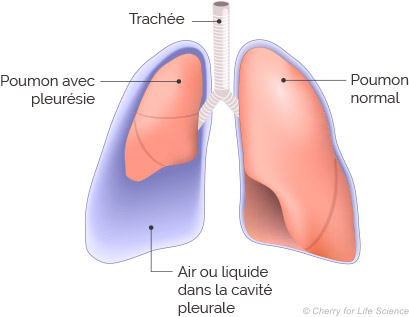 Trachée
Poumon avec
pleurésie
Poumon
normal
Air ou liquide
dans la cavité
pleurale
© Cherry for Life Science